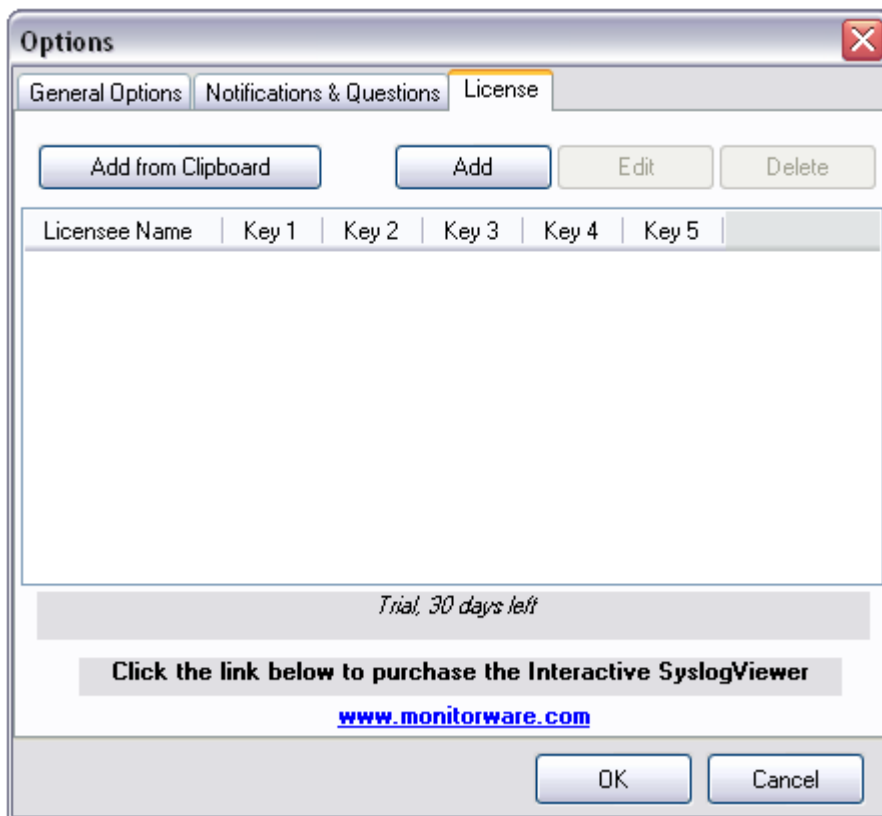 Options
General Options Notifications & Questions License
Add from Clipboard Add Edit Delete
Licensee Name Key 1 Key 2 Key 3 Key 4 Key 5
Trial, 30 days left
Click the link below to purchase the Interactive SyslogViewer
www.monitorware.com
OK Cancel